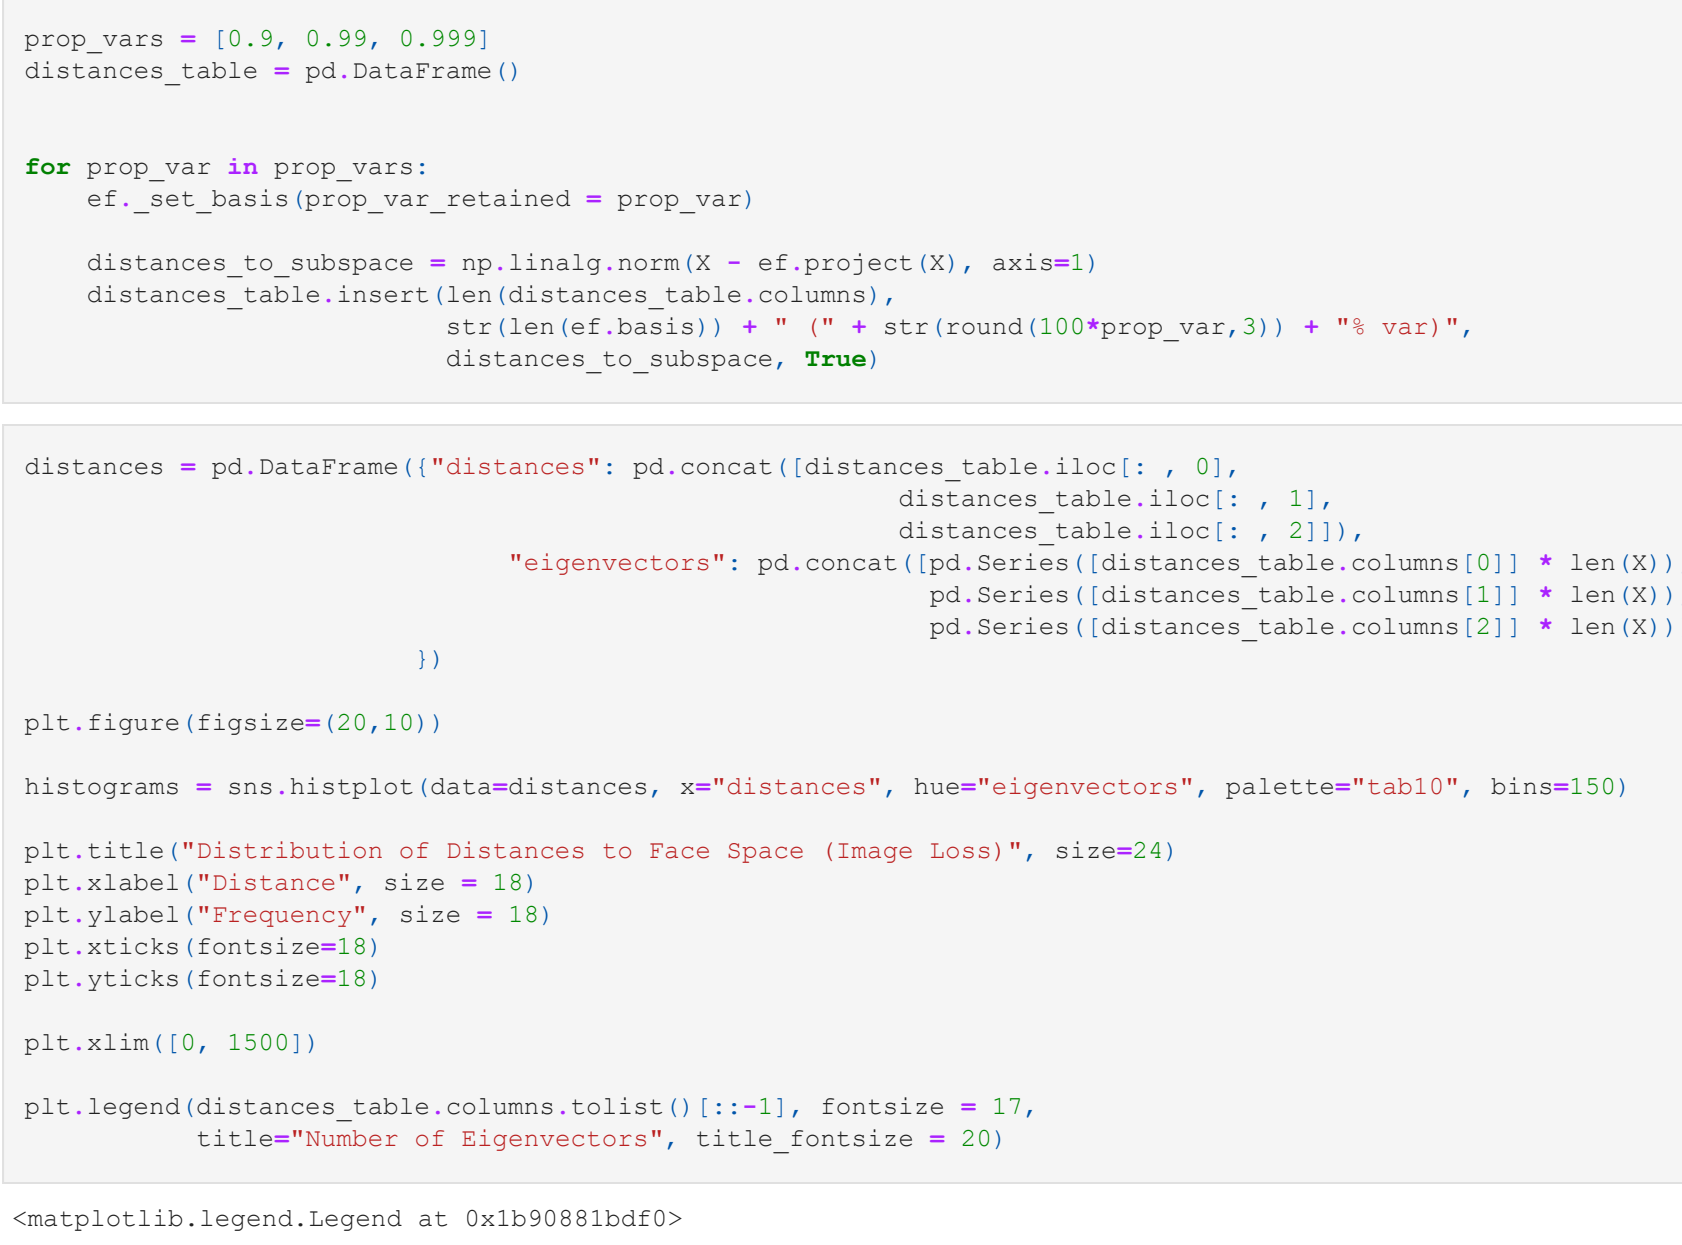 prop_vars = [0.9, 0.99, 0.999]
distances_table = pd.DataFrame()
for prop_var in prop_vars:
    ef._set_basis(prop_var_retained = prop_var)
    distances_to_subspace = np.linalg.norm(X - ef.project(X), axis=1)
    distances_table.insert(len(distances_table.columns),
                           str(len(ef.basis)) + " (" + str(round(100*prop_var,3)) + "% var)",
                           distances_to_subspace, True)
distances = pd.DataFrame({"distances": pd.concat([distances_table.iloc[: , 0],
                                                        distances_table.iloc[: , 1],
                                                        distances_table.iloc[: , 2]]),
                               "eigenvectors": pd.concat([pd.Series([distances_table.columns[0]] * len(X))
                                                          pd.Series([distances_table.columns[1]] * len(X))
                                                          pd.Series([distances_table.columns[2]] * len(X))
                         })
plt.figure(figsize=(20,10))
histograms = sns.histplot(data=distances, x="distances", hue="eigenvectors", palette="tab10", bins=150)
plt.title("Distribution of Distances to Face Space (Image Loss)", size=24)
plt.xlabel("Distance", size = 18)
plt.ylabel("Frequency", size = 18)
plt.xticks(fontsize=18)
plt.yticks(fontsize=18)
plt.xlim([0, 1500])
plt.legend(distances_table.columns.tolist()[::-1], fontsize = 17,
           title="Number of Eigenvectors", title_fontsize = 20)
<matplotlib.legend.Legend at 0x1b90881bdf0>